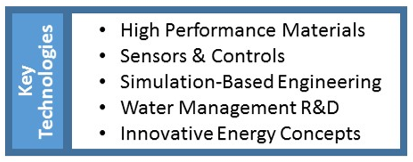 Key
Technologies
• High Performance Materials
• Sensors & Controls
• Simulation-Based Engineering
• Water Management R&D
• Innovative Energy Concepts